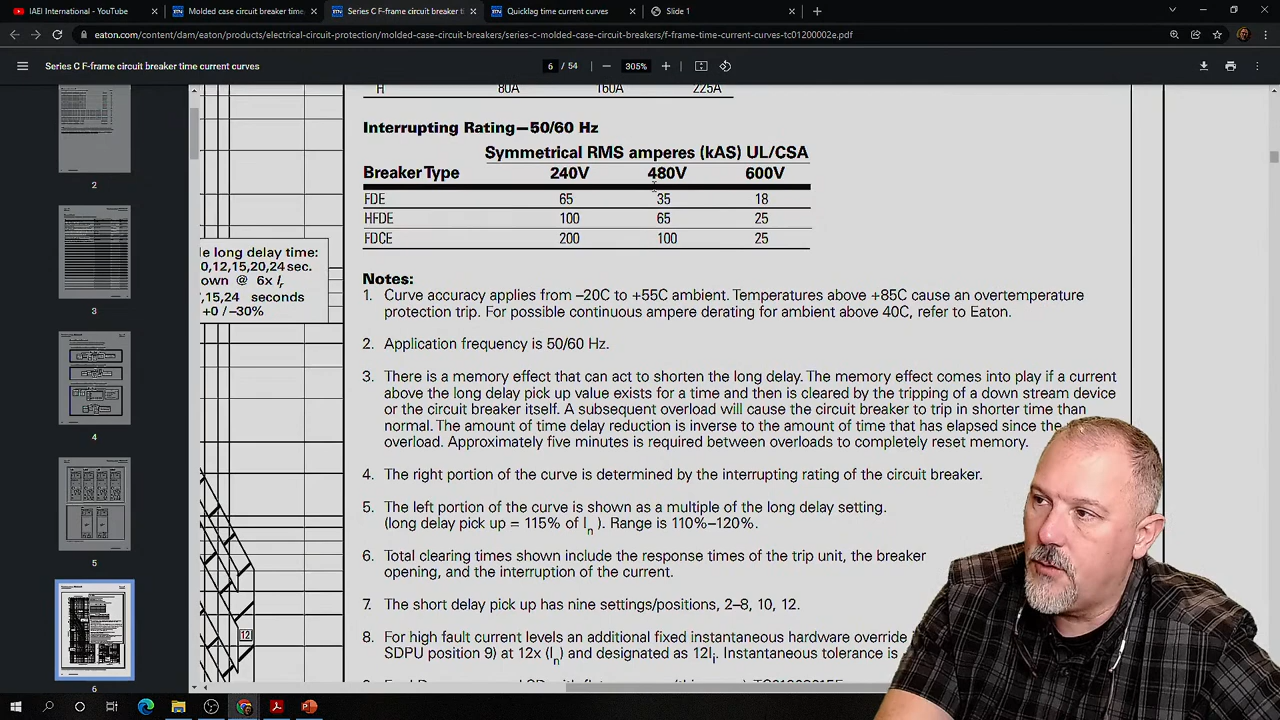 IAEI International - YouTube
Molded case circuit breaker time
Series C F-frame circuit breaker ti
Quicklag time current curves
Slide 1
eaton.com/content/dam/eaton/products/electrical-circuit-protection/molded-case-circuit-breakers/series-c-molded-case-circuit-breakers/f-frame-time-current-curves-tc01200002e.pdf
Series C F-frame circuit breaker time current curves
6 / 54
305%
2
3
4
5
6
H 80A 160A 225A
Interrupting Rating—50/60 Hz
Symmetrical RMS amperes (kAS) UL/CSA
Breaker Type 240V 480V 600V
FDE 65 35 18
HFDE 100 65 25
FDCE 200 100 25
le long delay time:
0,12,15,20,24 sec.
own @ 6x Ir
,15,24 seconds
+0 / –30%
12
Notes:
1. Curve accuracy applies from –20C to +55C ambient. Temperatures above +85C cause an overtemperature
protection trip. For possible continuous ampere derating for ambient above 40C, refer to Eaton.
2. Application frequency is 50/60 Hz.
3. There is a memory effect that can act to shorten the long delay. The memory effect comes into play if a current
above the long delay pick up value exists for a time and then is cleared by the tripping of a down stream device
or the circuit breaker itself. A subsequent overload will cause the circuit breaker to trip in shorter time than
normal. The amount of time delay reduction is inverse to the amount of time that has elapsed since the
overload. Approximately five minutes is required between overloads to completely reset memory.
4. The right portion of the curve is determined by the interrupting rating of the circuit breaker.
5. The left portion of the curve is shown as a multiple of the long delay setting.
(long delay pick up = 115% of In ). Range is 110%–120%.
6. Total clearing times shown include the response times of the trip unit, the breaker
opening, and the interruption of the current.
7. The short delay pick up has nine settings/positions, 2–8, 10, 12.
8. For high fault current levels an additional fixed instantaneous hardware override
SDPU position 9) at 12x (In) and designated as 12Ii. Instantaneous tolerance is